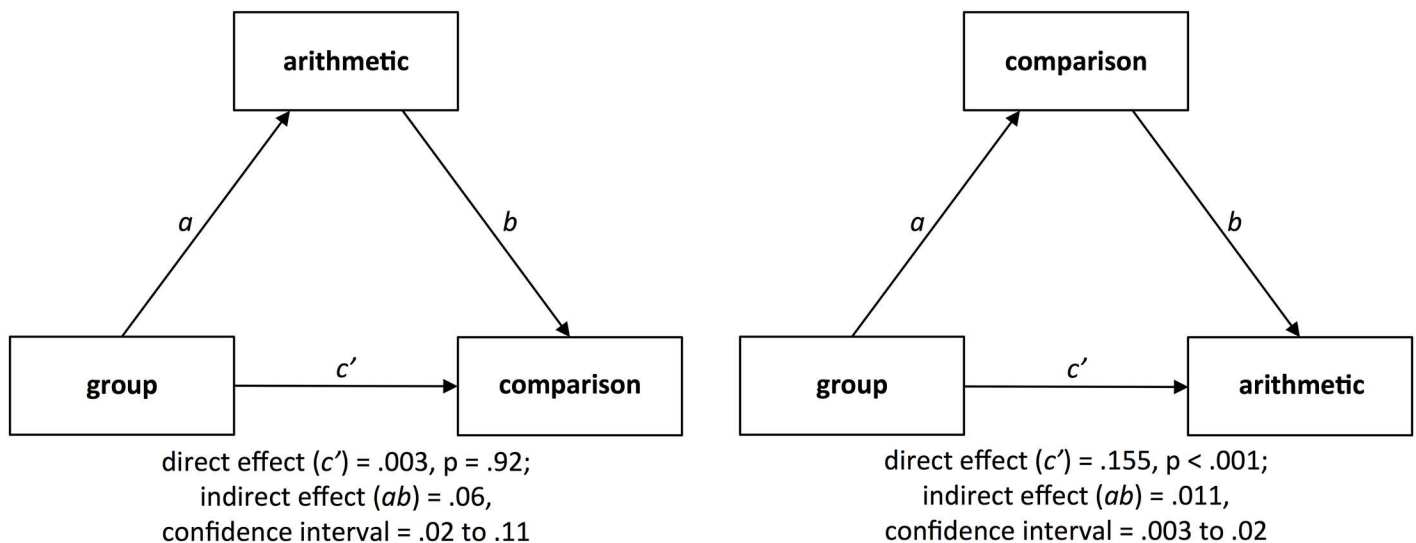 arithmetic
a
b
group
c’
comparison
direct effect (c’) = .003, p = .92;
indirect effect (ab) = .06,
confidence interval = .02 to .11
comparison
a
b
group
c’
arithmetic
direct effect (c’) = .155, p < .001;
indirect effect (ab) = .011,
confidence interval = .003 to .02